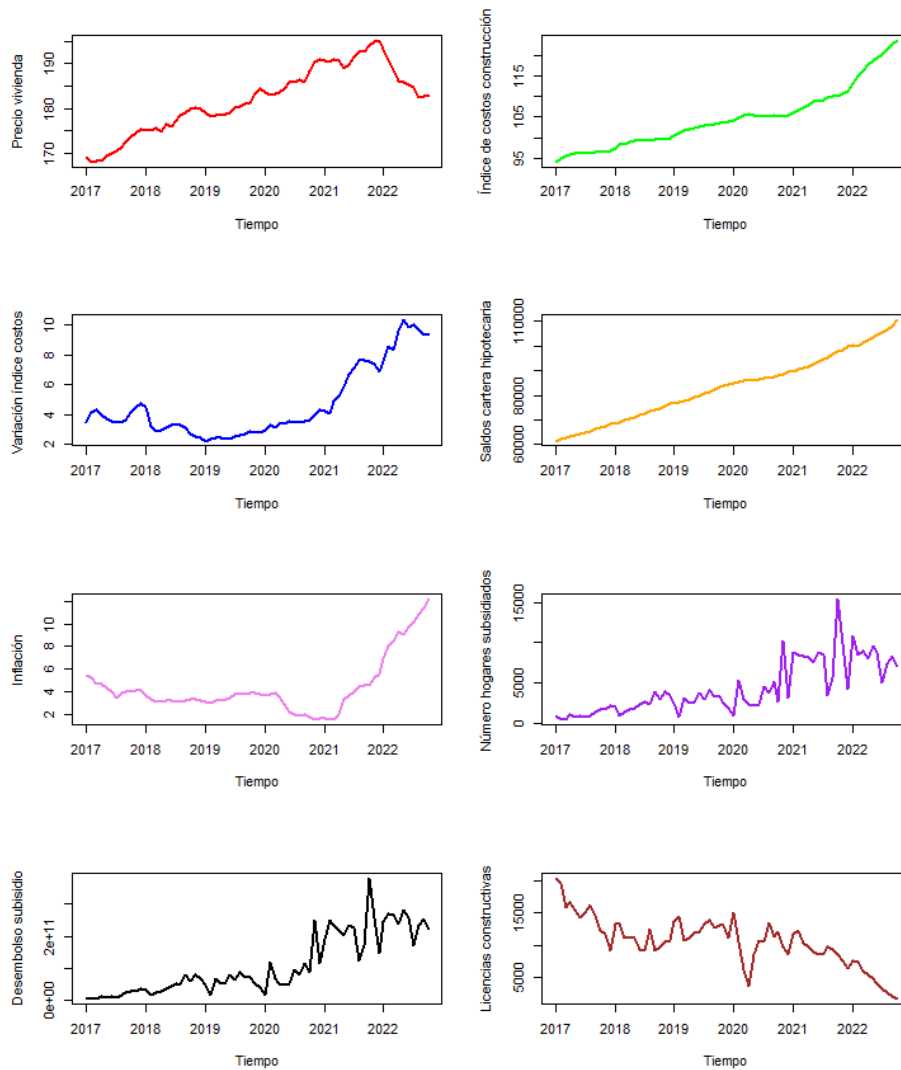 Precio vivienda
170 180 190
2017 2018 2019 2020 2021 2022
Tiempo
Índice de costos construcción
95 105 115
2017 2018 2019 2020 2021 2022
Tiempo
Variación índice costos
2 4 6 8 10
2017 2018 2019 2020 2021 2022
Tiempo
Saldos cartera hipotecaria
60000 80000 110000
2017 2018 2019 2020 2021 2022
Tiempo
Inflación
2 4 6 8 10
2017 2018 2019 2020 2021 2022
Tiempo
Número hogares subsidiados
0 5000 15000
2017 2018 2019 2020 2021 2022
Tiempo
Desembolso subsidio
0e+00 2e+11
2017 2018 2019 2020 2021 2022
Tiempo
Licencias constructivas
5000 15000
2017 2018 2019 2020 2021 2022
Tiempo